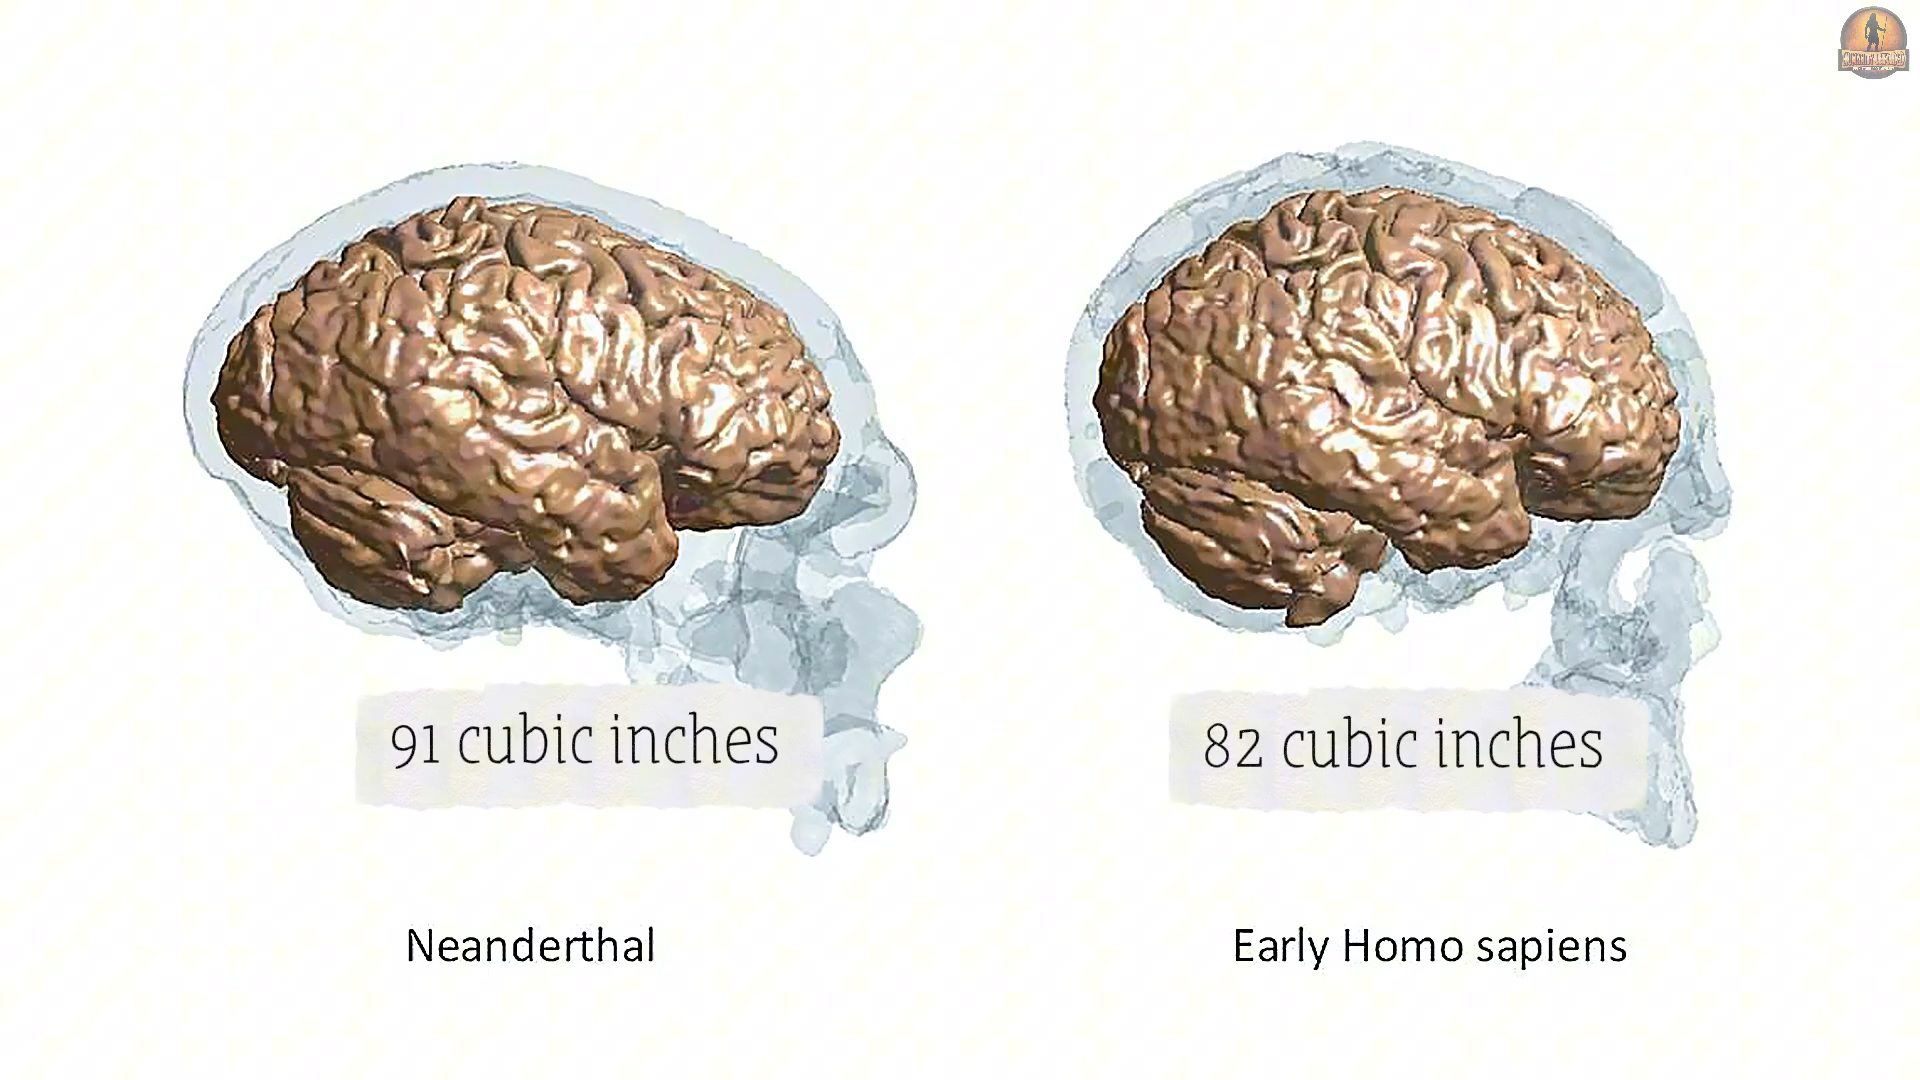 91 cubic inches
82 cubic inches
Neanderthal
Early Homo sapiens